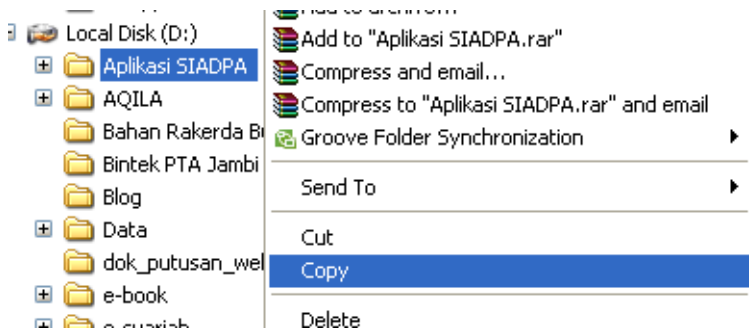 Local Disk (D:)
Aplikasi SIADPA
AQILA
Bahan Rakerda B
Bintek PTA Jambi
Blog
Data
dok_putusan_wel
e-book
Add to "Aplikasi SIADPA.rar"
Compress and email...
Compress to "Aplikasi SIADPA.rar" and email
Groove Folder Synchronization
Send To
Cut
Copy
Delete